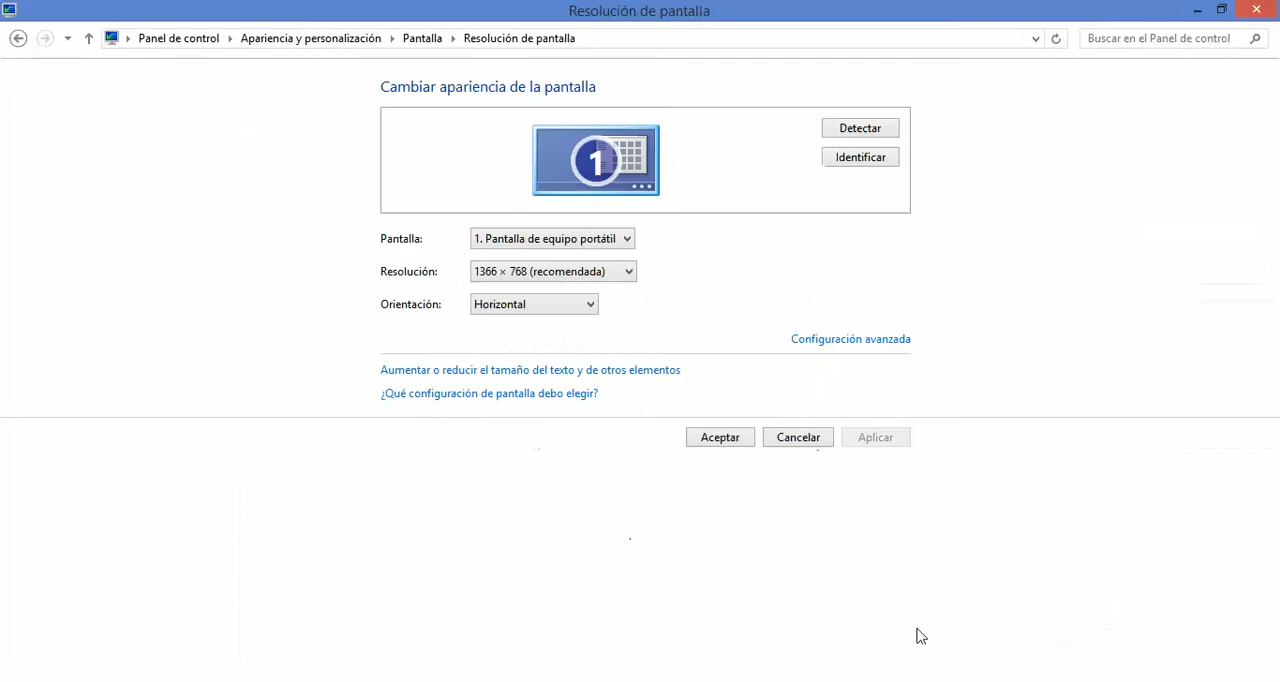 Resolución de pantalla
Panel de control Apariencia y personalización Pantalla Resolución de pantalla Buscar en el Panel de control
Cambiar apariencia de la pantalla
Detectar
1
Identificar
Pantalla: 1. Pantalla de equipo portátil
Resolución: 1366 × 768 (recomendada)
Orientación: Horizontal
Configuración avanzada
Aumentar o reducir el tamaño del texto y de otros elementos
¿Qué configuración de pantalla debo elegir?
Aceptar Cancelar Aplicar